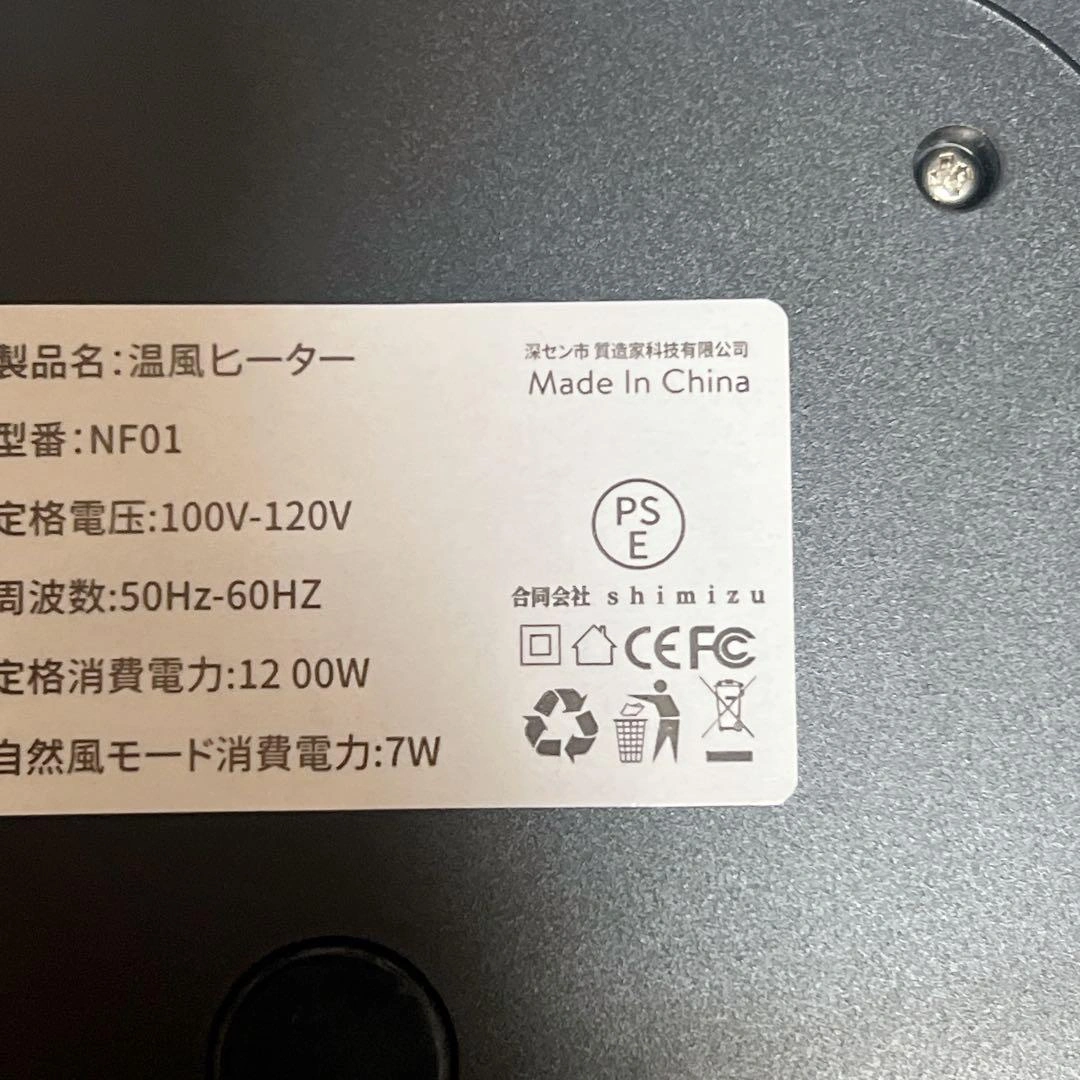 製品名:温風ヒーター
型番:NF01
定格電圧:100V-120V
周波数:50Hz-60HZ
定格消費電力:12 00W
自然風モード消費電力:7W
深セン市 質造家科技有限公司
Made In China
PS
E
合同会社 shimizu
CE FC